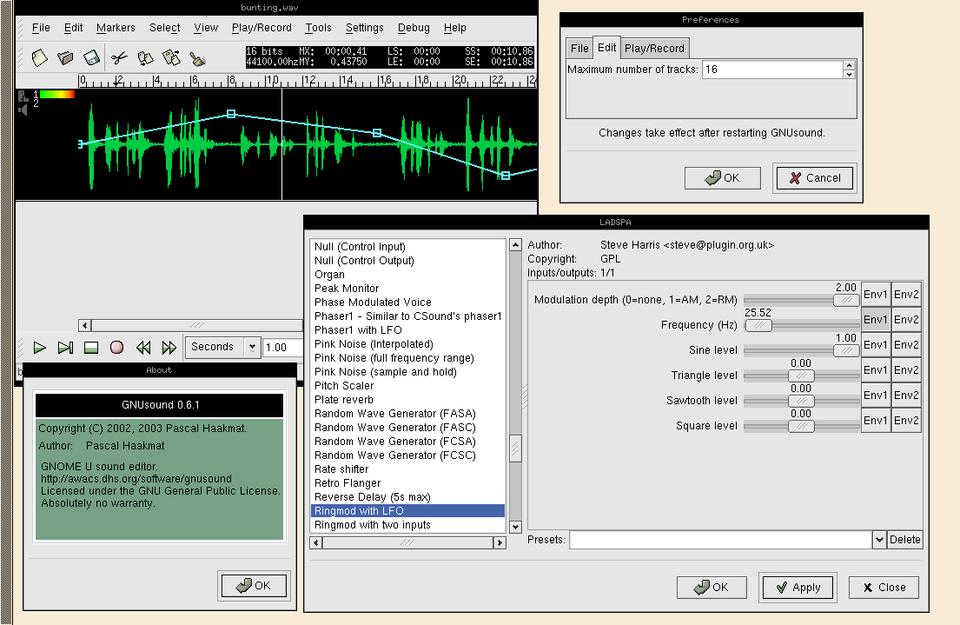 bunting.wav
File Edit Markers Select View Play/Record Tools Settings Debug Help
16 bits MX: 00:00.41 LS: 00:00 SS: 00:10.86
44100.00hz MY: 0.43750 LE: 00:00 SE: 00:10.86
0 2 4 6 8 10 12 14 16 18 20 22 24
1
2
Seconds 1.00
Preferences
File Edit Play/Record
Maximum number of tracks: 16
Changes take effect after restarting GNUsound.
OK Cancel
About
GNUsound 0.6.1
Copyright (C) 2002, 2003 Pascal Haakmat.
Author: Pascal Haakmat
GNOME U sound editor.
http://awacs.dhs.org/software/gnusound
Licensed under the GNU General Public License.
Absolutely no warranty.
OK
LADSPA
Null (Control Input)
Null (Control Output)
Organ
Peak Monitor
Phase Modulated Voice
Phaser1 - Similar to CSound's phaser1
Phaser1 with LFO
Pink Noise (Interpolated)
Pink Noise (full frequency range)
Pink Noise (sample and hold)
Pitch Scaler
Plate reverb
Random Wave Generator (FASA)
Random Wave Generator (FASC)
Random Wave Generator (FCSA)
Random Wave Generator (FCSC)
Rate shifter
Retro Flanger
Reverse Delay (5s max)
Ringmod with LFO
Ringmod with two inputs
Author: Steve Harris <steve@plugin.org.uk>
Copyright: GPL
Inputs/outputs: 1/1
Modulation depth (0=none, 1=AM, 2=RM) 2.00 Env1 Env2
Frequency (Hz) 25.52 Env1 Env2
Sine level 1.00 Env1 Env2
Triangle level 0.00 Env1 Env2
Sawtooth level 0.00 Env1 Env2
Square level 0.00 Env1 Env2
Presets: Delete
OK Apply Close